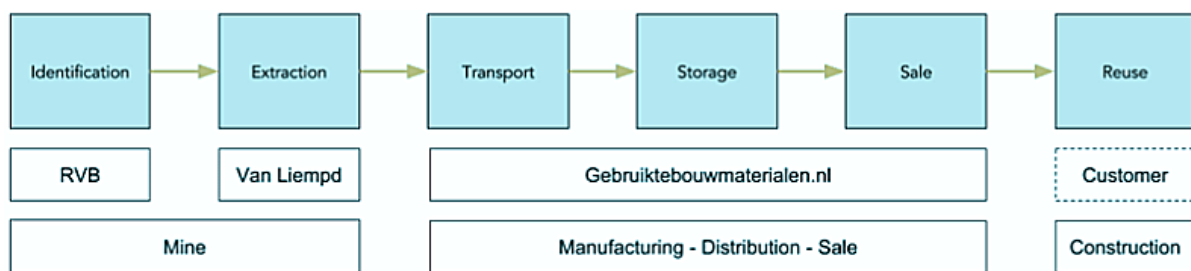 Identification
Extraction
Transport
Storage
Sale
Reuse
RVB
Van Liempd
Gebruiktebouwmaterialen.nl
Customer
Mine
Manufacturing - Distribution - Sale
Construction